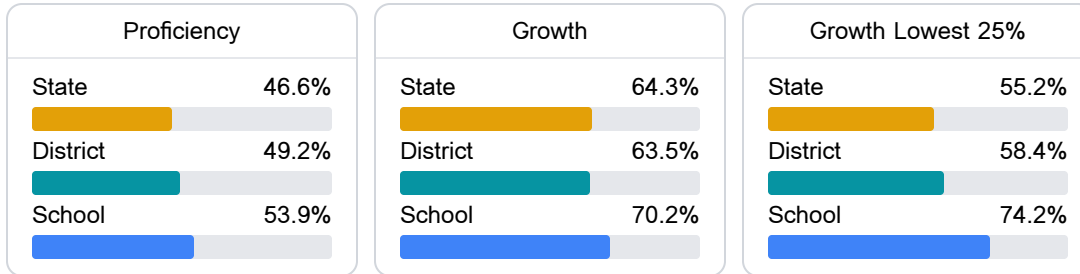 Proficiency
State 46.6%
District 49.2%
School 53.9%
Growth
State 64.3%
District 63.5%
School 70.2%
Growth Lowest 25%
State 55.2%
District 58.4%
School 74.2%